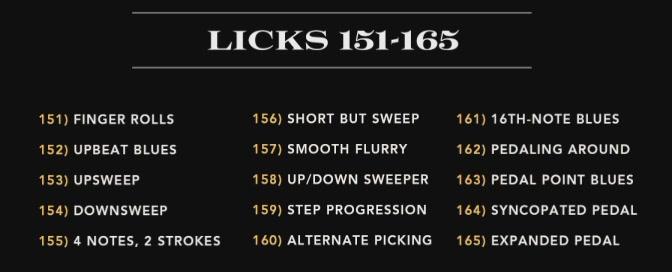 LICKS 151-165
151) FINGER ROLLS
152) UPBEAT BLUES
153) UPSWEEP
154) DOWNSWEEP
155) 4 NOTES, 2 STROKES
156) SHORT BUT SWEEP
157) SMOOTH FLURRY
158) UP/DOWN SWEEPER
159) STEP PROGRESSION
160) ALTERNATE PICKING
161) 16TH-NOTE BLUES
162) PEDALING AROUND
163) PEDAL POINT BLUES
164) SYNCOPATED PEDAL
165) EXPANDED PEDAL